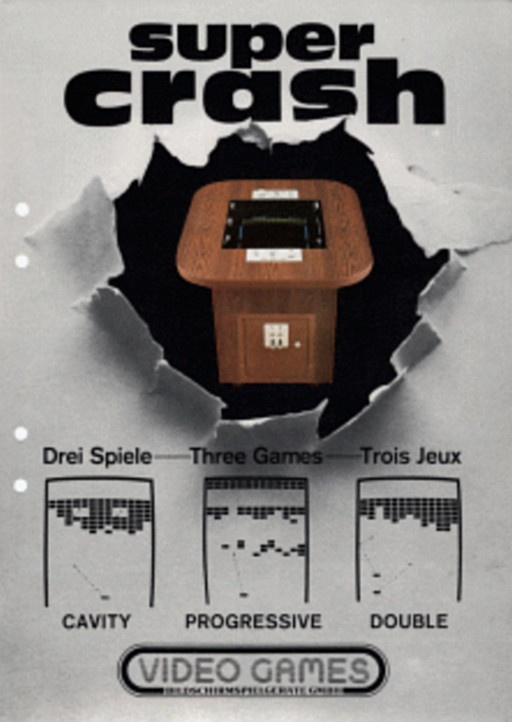 super
crash
Drei Spiele—Three Games—Trois Jeux
CAVITY PROGRESSIVE DOUBLE
VIDEO GAMES
BILDSCHIRMSPIELGERÄTE GMBH